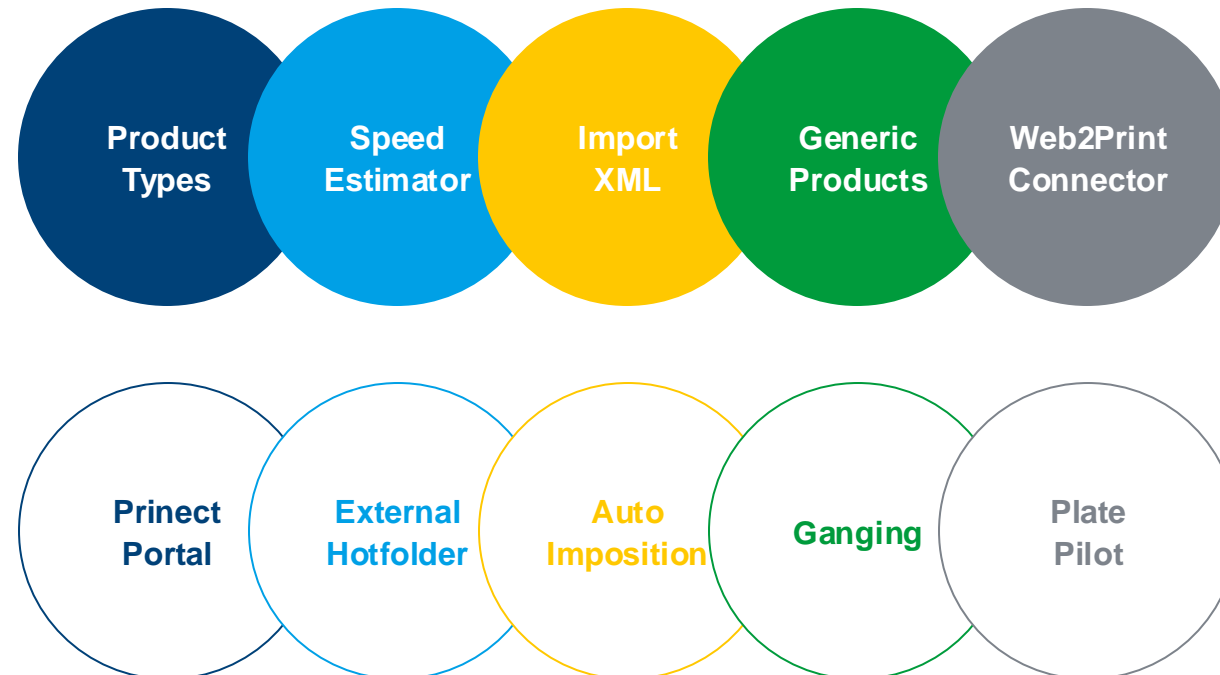 Product
Types
Speed
Estimator
Import
XML
Generic
Products
Web2Print
Connector
Prinect
Portal
External
Hotfolder
Auto
Imposition
Ganging
Plate
Pilot